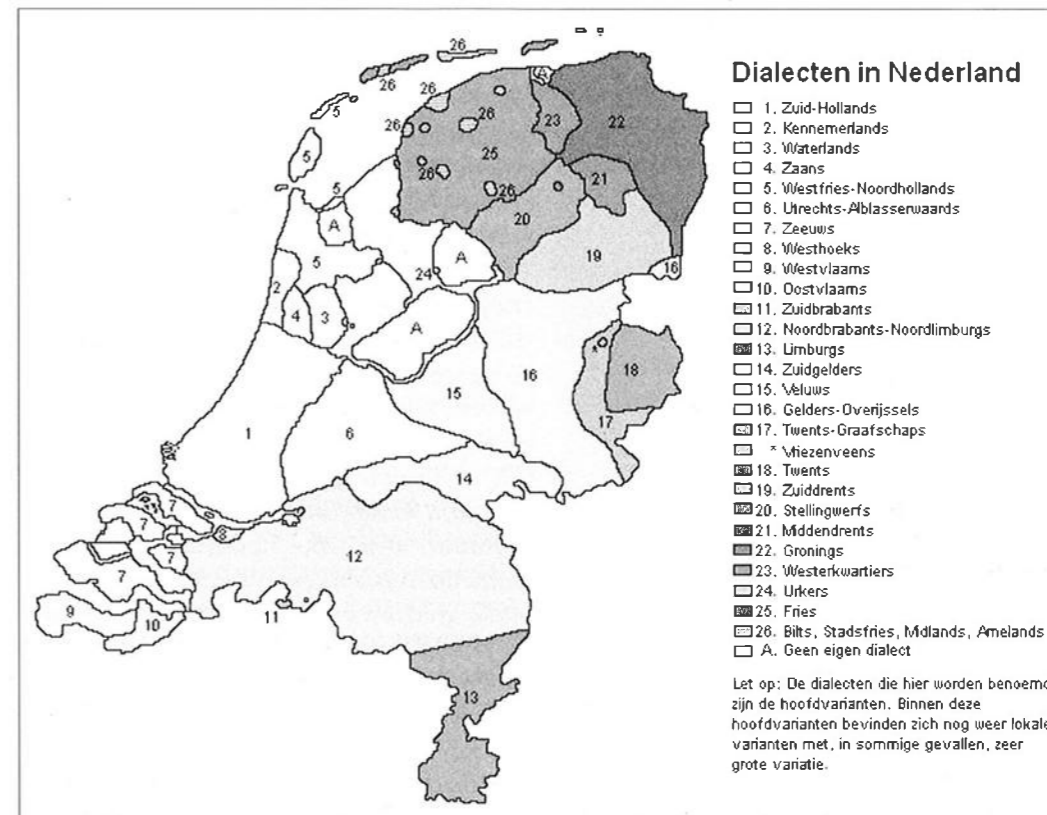 Dialecten in Nederland
1. Zuid-Hollands
2. Kennemerlands
3. Waterlands
4. Zaans
5. Westfries-Noordhollands
6. Utrechts-Alblasserwaards
7. Zeeuws
8. Westhoeks
9. Westvlaams
10. Oostvlaams
11. Zuidbrabants
12. Noordbrabants-Noordlimburgs
13. Limburgs
14. Zuidgelders
15. Veluws
16. Gelders-Overijssels
17. Twents-Graafschaps
* Vriezenveens
18. Twents
19. Zuiddrents
20. Stellingwerfs
21. Middendrents
22. Gronings
23. Westerkwartiers
24. Urkers
25. Fries
26. Bilts, Stadsfries, Midlands, Amelands
A. Geen eigen dialect
Let op: De dialecten die hier worden benoemd
zijn de hoofdvarianten. Binnen deze
hoofdvarianten bevinden zich nog weer lokale
varianten met, in sommige gevallen, zeer
grote variatie.
26
26
26
A
5
26
26
23
22
5
25
26
21
26
5
20
A
19
5
24
A
16
2
4
3
A
*
18
15
16
17
1
6
14
7
7
8
12
7
7
9
10
11
13